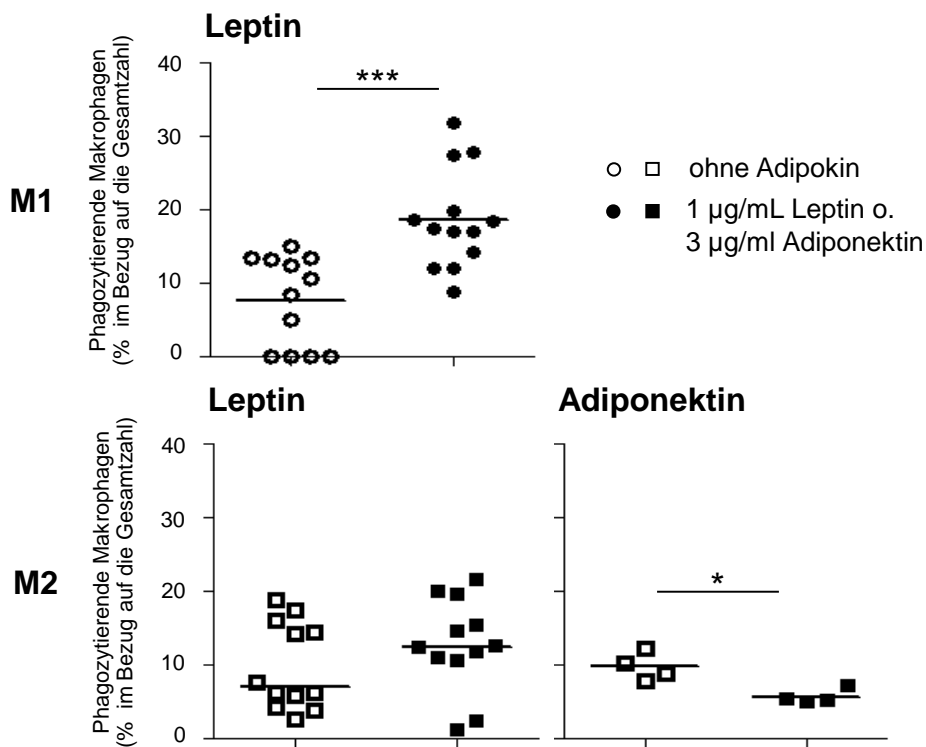 Leptin
Phagozytierende Makrophagen
(% im Bezug auf die Gesamtzahl)
40
30
20
10
0
***
M1
ohne Adipokin
1 µg/mL Leptin o.
3 µg/ml Adiponektin
Leptin
Adiponektin
Phagozytierende Makrophagen
(% im Bezug auf die Gesamtzahl)
40
30
20
10
0
*
M2